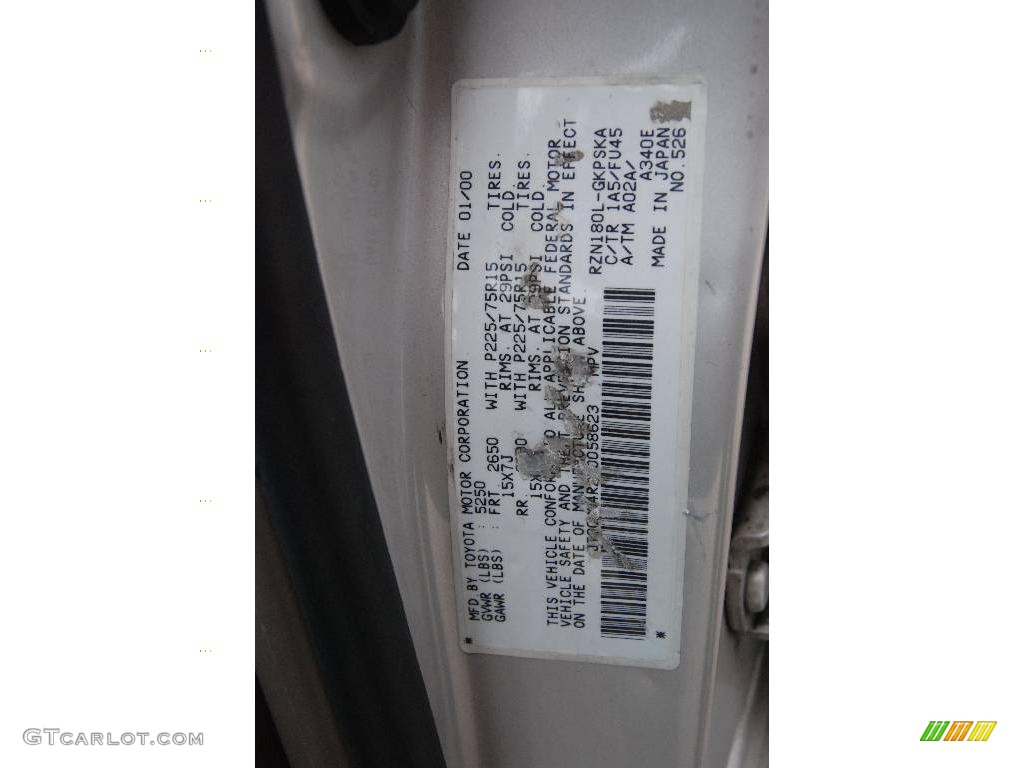 MFD BY TOYOTA MOTOR CORPORATION DATE 01/00
GVWR (LBS) : 5250
GAWR (LBS) : FRT. 2650 WITH P225/75R15 TIRES.
15X7J RIMS. AT 29PSI COLD.
RR. WITH P225/75R15 TIRES.
RIMS. AT 29PSI COLD.
THIS VEHICLE APPLICABLE FEDERAL MOTOR
VEHICLE SAFETY AND THEFT PREVENTION STANDARDS IN EFFECT
ON THE DATE OF MANUFACTURE ABOVE.
MPV RZN180L-GKPSKA
C/TR 1A5/FU45
A/TM A02A/
A340E
MADE IN JAPAN
NO.526
GTCARLOT.COM